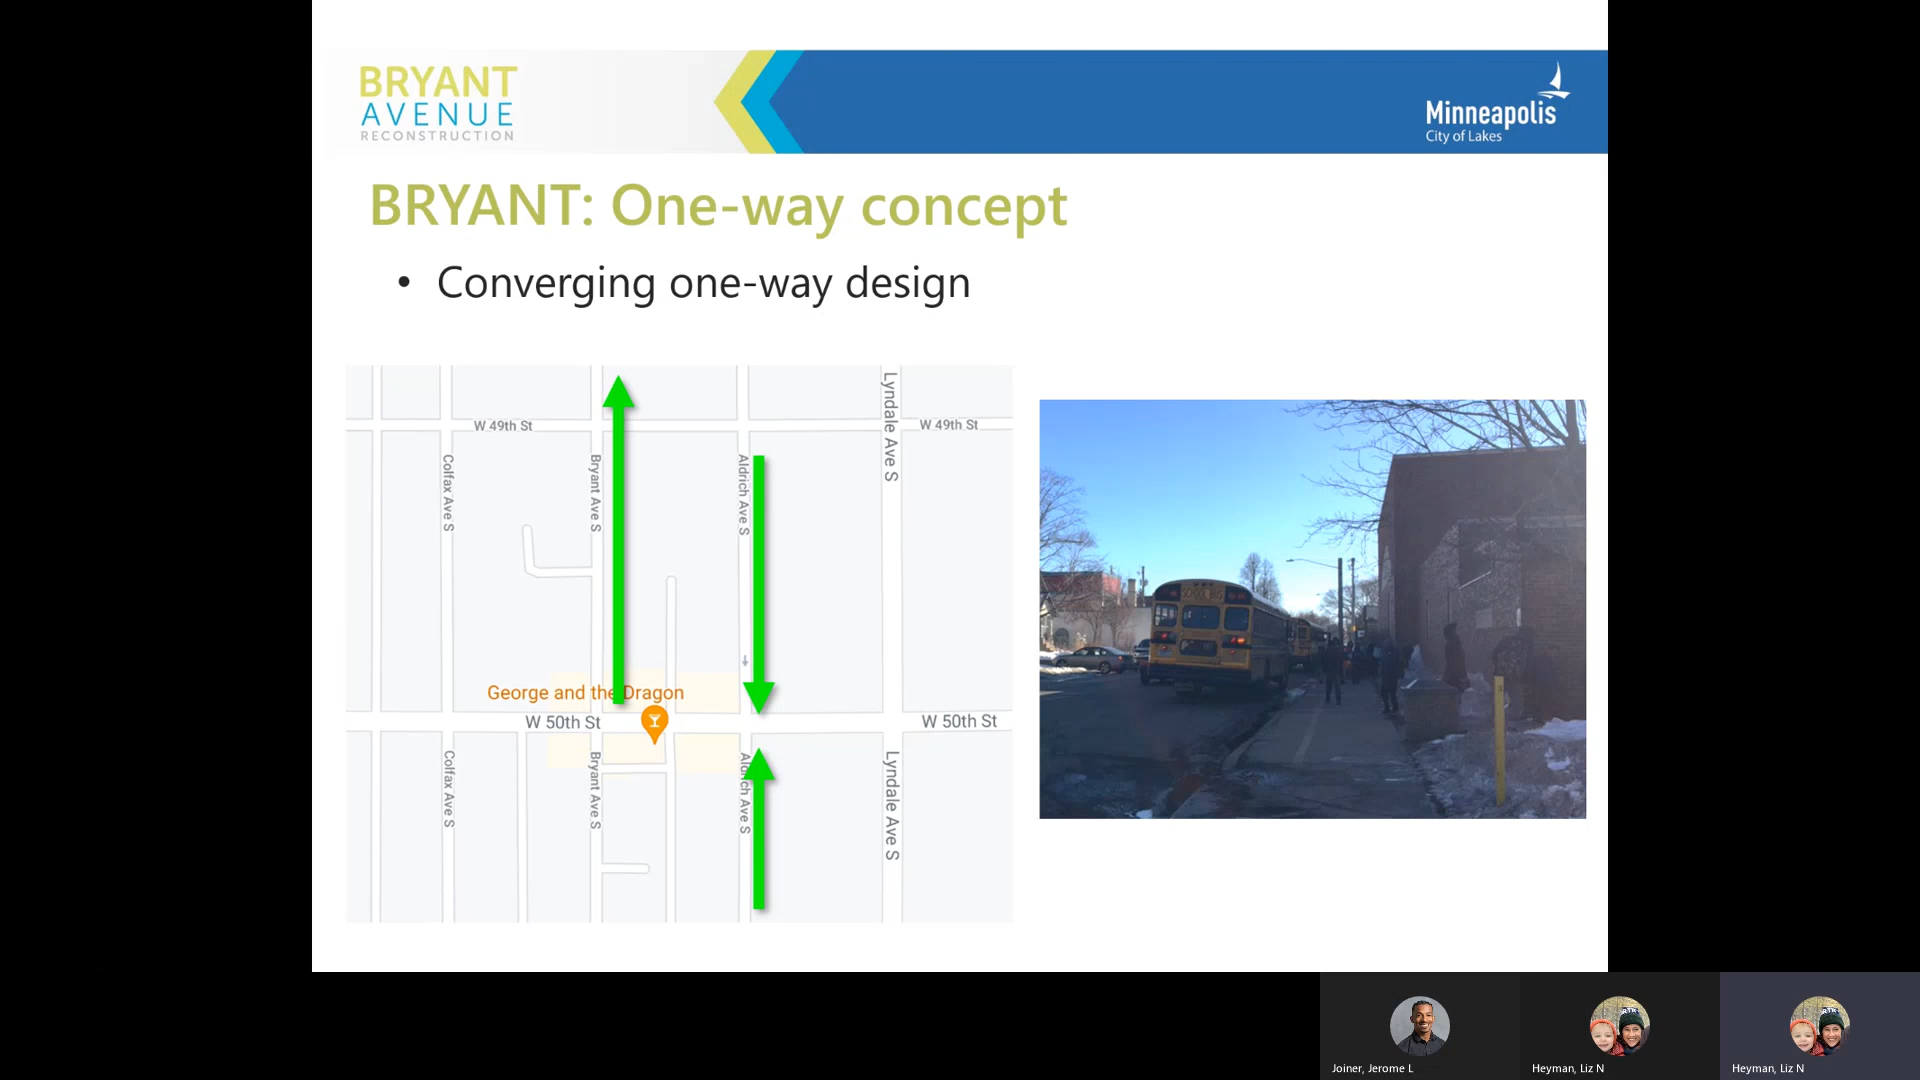 BRYANT
AVENUE
RECONSTRUCTION
Minneapolis
City of Lakes
BRYANT: One-way concept
• Converging one-way design
W 49th St
W 49th St
Lyndale Ave S
Colfax Ave S
Bryant Ave S
Aldrich Ave S
George and the Dragon
W 50th St
W 50th St
Colfax Ave S
Bryant Ave S
Aldrich Ave S
Lyndale Ave S
SCHOOL BUS
Joiner, Jerome L
Heyman, Liz N
Heyman, Liz N